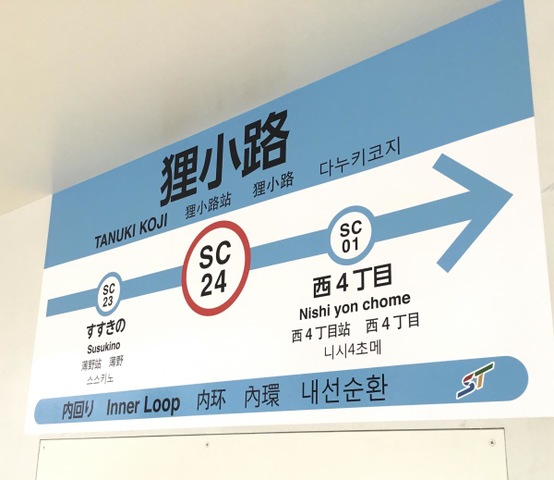 狸小路
TANUKI KOJI 狸小路站 狸小路 다누키코지
SC 23
SC 24
SC 01
すすきの
Susukino
薄野站 薄野
스스키노
西4丁目
Nishi yon chome
西4丁目站 西4丁目
니시4초메
内回り Inner Loop 内环 內環 내선순환
ST